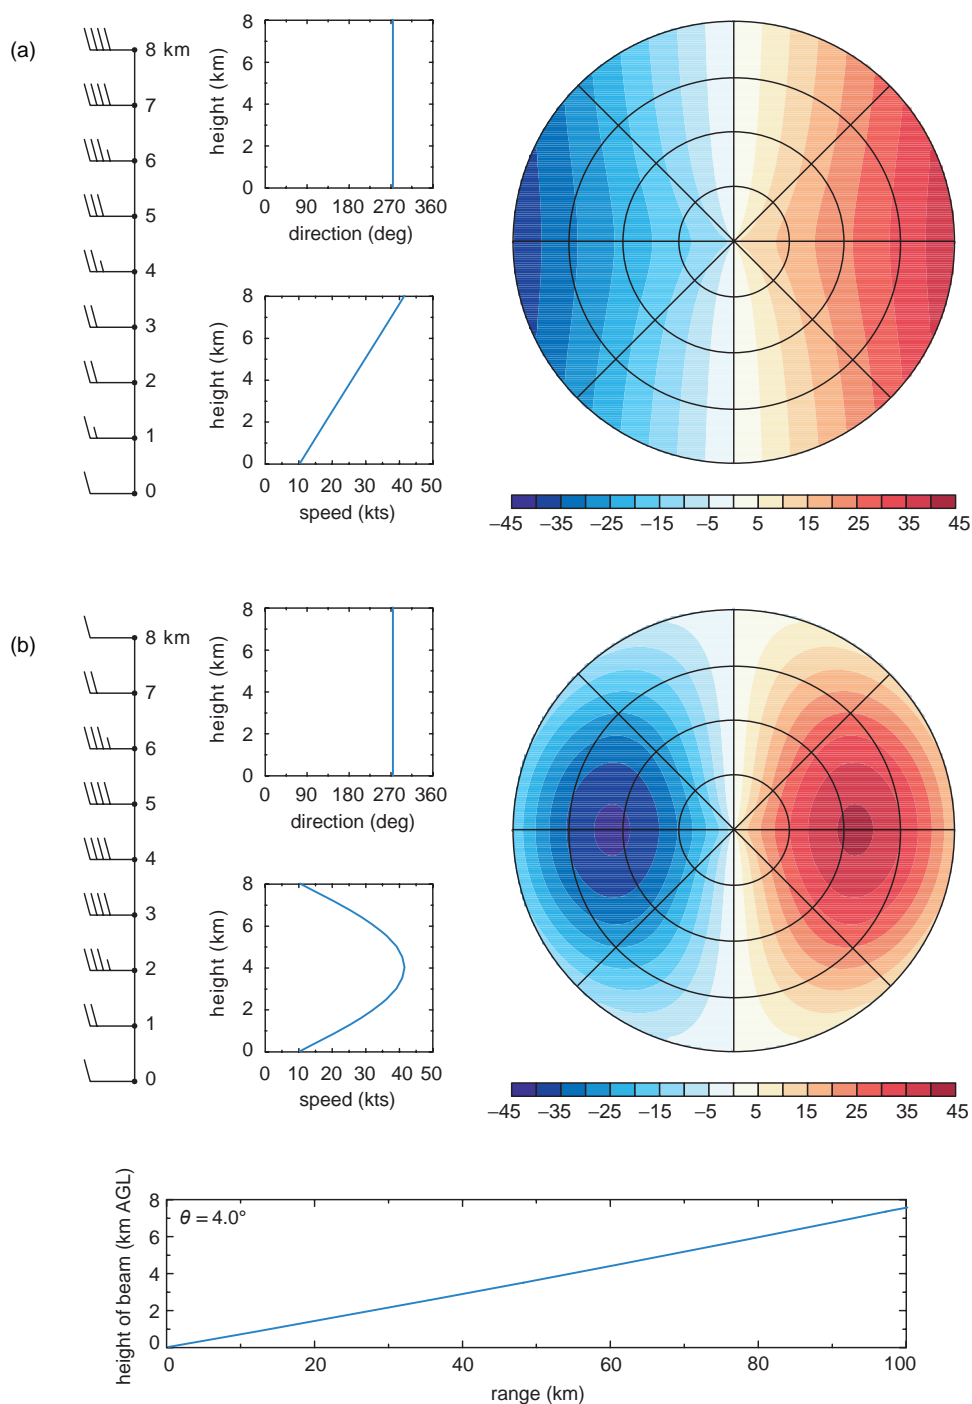 (a)
8 km
7
6
5
4
3
2
1
0
height (km)
8
6
4
2
0
0 90 180 270 360
direction (deg)
height (km)
8
6
4
2
0
0 10 20 30 40 50
speed (kts)
−45 −35 −25 −15 −5 5 15 25 35 45
(b)
8 km
7
6
5
4
3
2
1
0
height (km)
8
6
4
2
0
0 90 180 270 360
direction (deg)
height (km)
8
6
4
2
0
0 10 20 30 40 50
speed (kts)
−45 −35 −25 −15 −5 5 15 25 35 45
height of beam (km AGL)
8
6
4
2
0
θ = 4.0°
0 20 40 60 80 100
range (km)